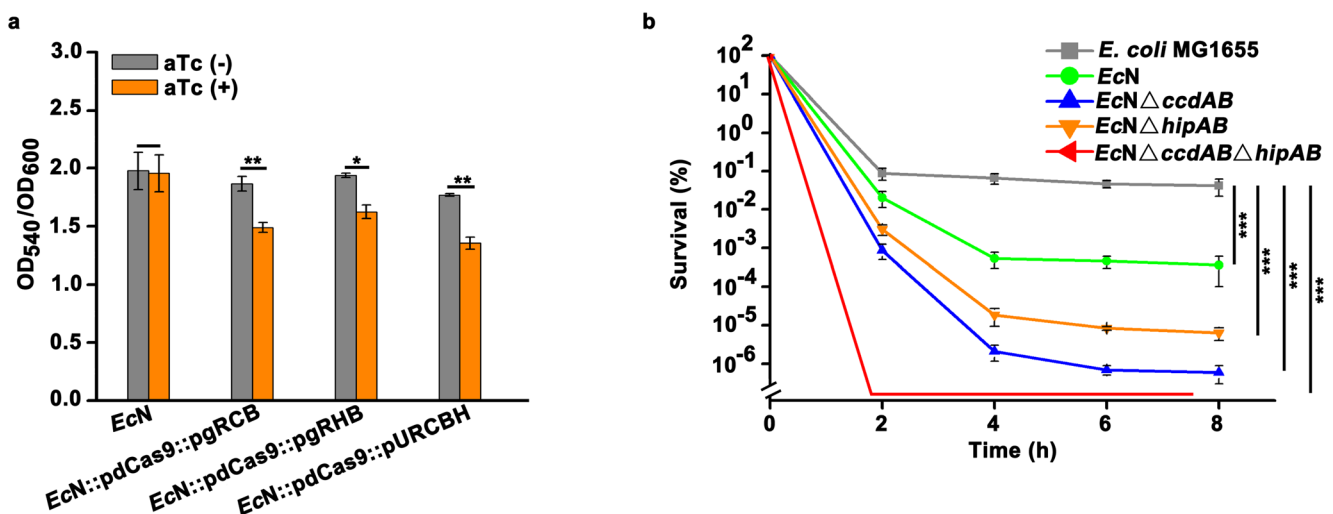 a
3.0
2.5
2.0
1.5
1.0
0.5
0.0
OD540/OD600
aTc (-)
aTc (+)
**
*
**
EcN
EcN::pdCas9::pgRCB
EcN::pdCas9::pgRHB
EcN::pdCas9::pURCBH
b
10^2
10^1
10^0
10^-1
10^-2
10^-3
10^-4
10^-5
10^-6
Survival (%)
E. coli MG1655
EcN
EcN△ccdAB
EcN△hipAB
EcN△ccdAB△hipAB
***
***
***
***
0
2
4
6
8
Time (h)